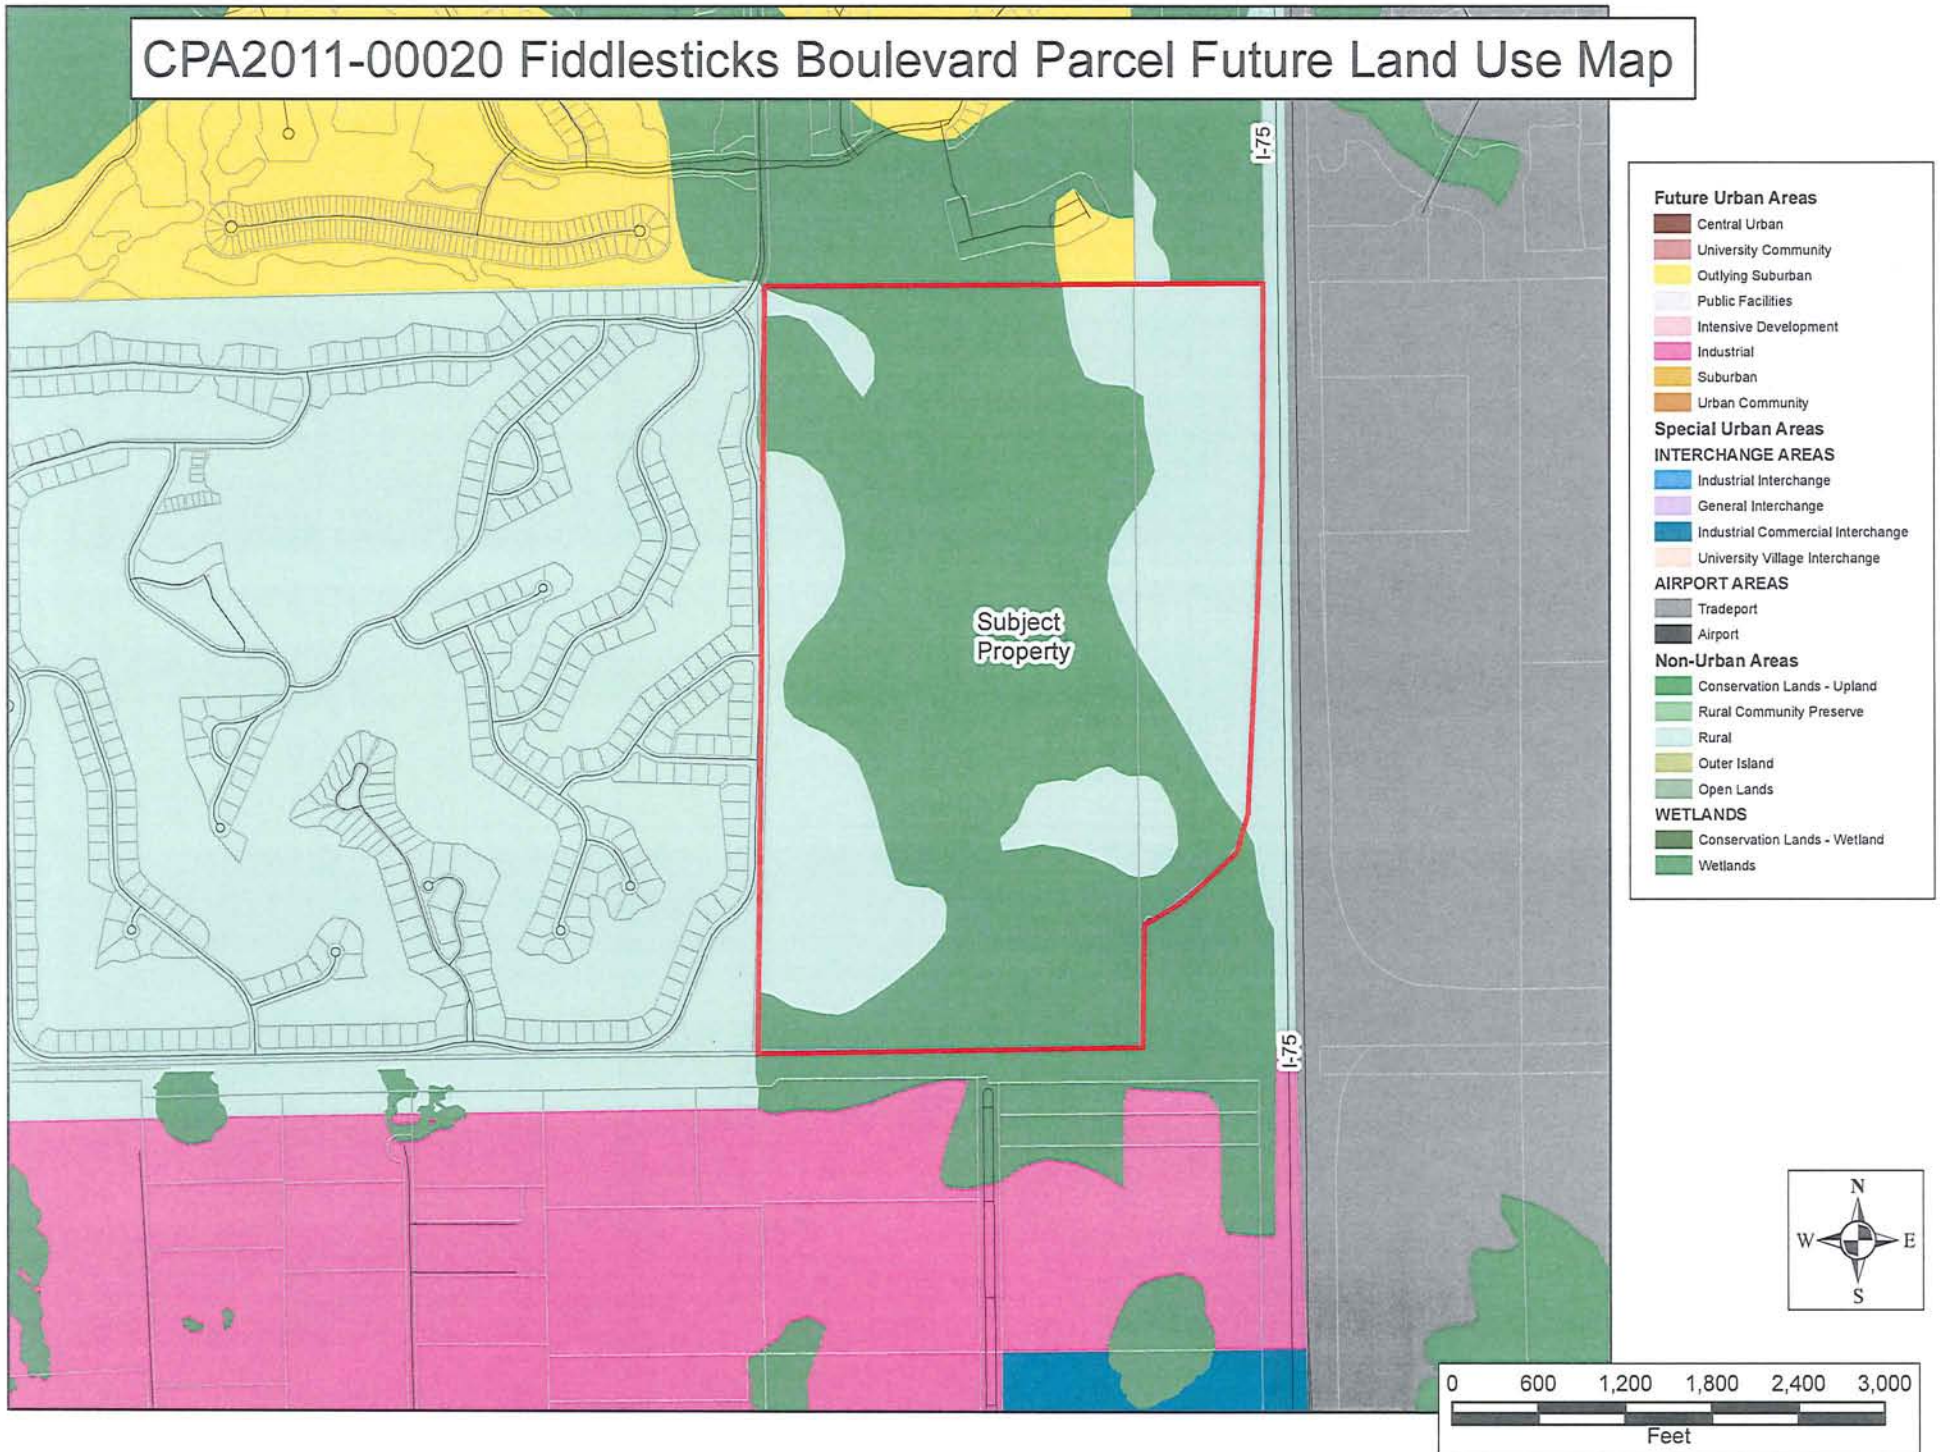 CPA2011-00020 Fiddlesticks Boulevard Parcel Future Land Use Map
I-75
Subject
Property
I-75
Future Urban Areas
Central Urban
University Community
Outlying Suburban
Public Facilities
Intensive Development
Industrial
Suburban
Urban Community
Special Urban Areas
INTERCHANGE AREAS
Industrial Interchange
General Interchange
Industrial Commercial Interchange
University Village Interchange
AIRPORT AREAS
Tradeport
Airport
Non-Urban Areas
Conservation Lands - Upland
Rural Community Preserve
Rural
Outer Island
Open Lands
WETLANDS
Conservation Lands - Wetland
Wetlands
N
W E
S
0 600 1,200 1,800 2,400 3,000
Feet